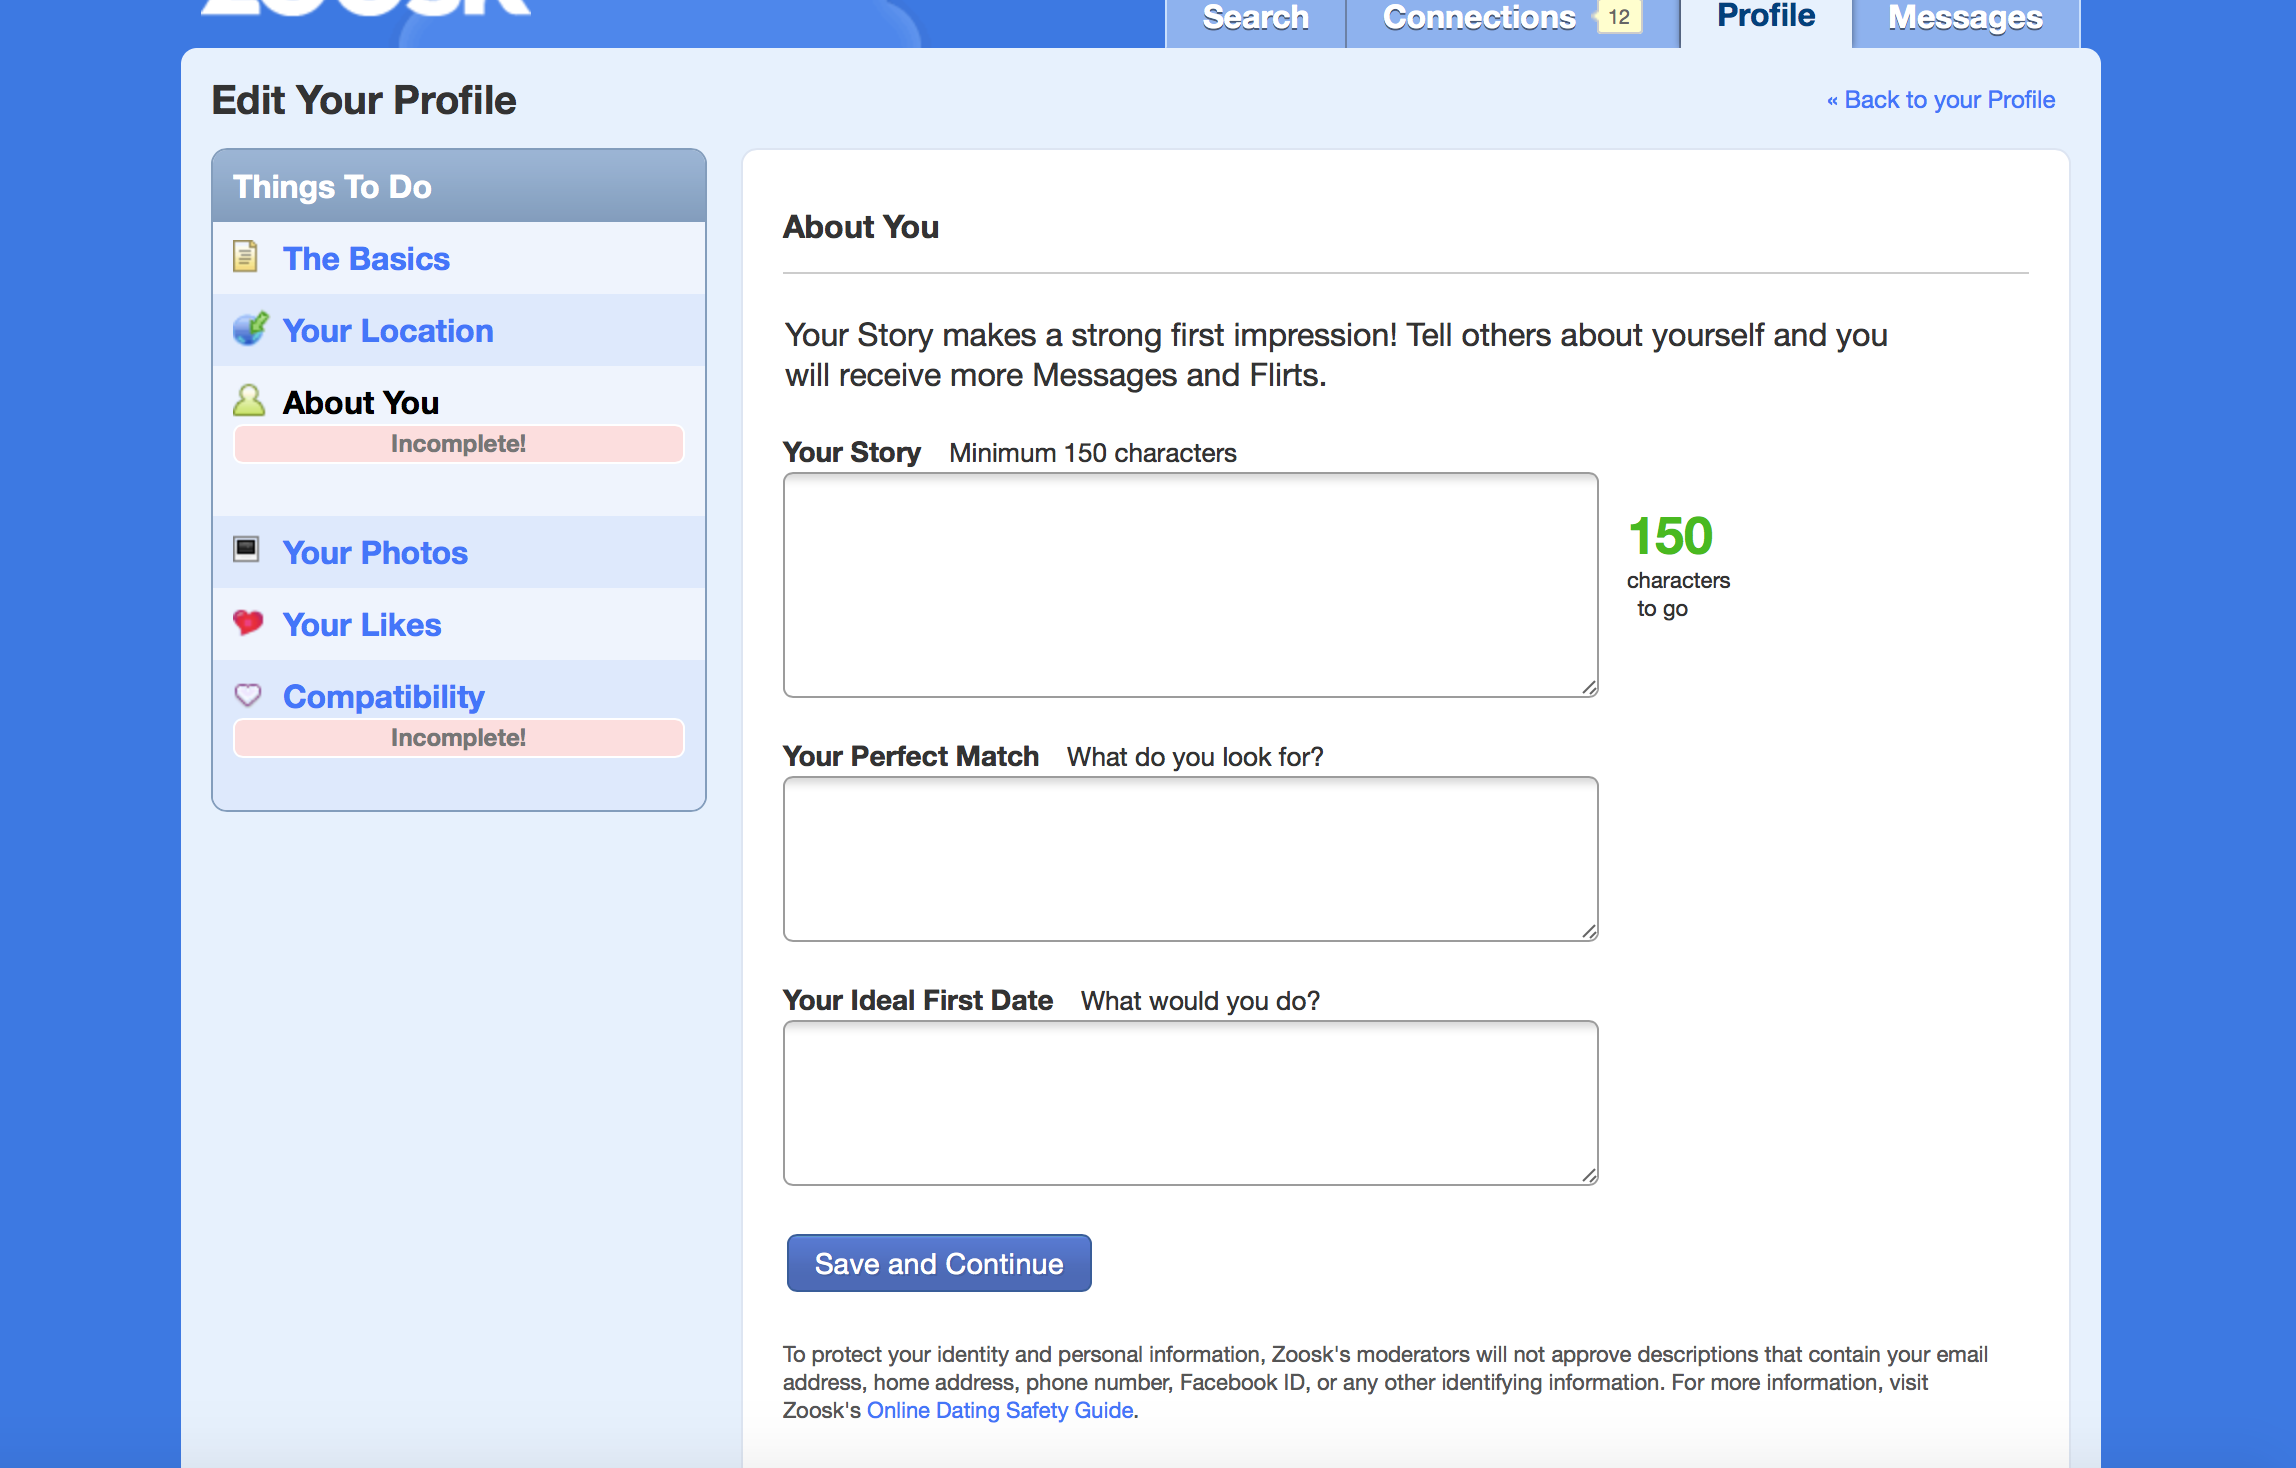 zoosk
Search
Connections
12
Profile
Messages
Edit Your Profile
« Back to your Profile
Things To Do
The Basics
Your Location
About You
Incomplete!
Your Photos
Your Likes
Compatibility
Incomplete!
About You
Your Story makes a strong first impression! Tell others about yourself and you
will receive more Messages and Flirts.
Your Story Minimum 150 characters
150
characters
to go
Your Perfect Match What do you look for?
Your Ideal First Date What would you do?
Save and Continue
To protect your identity and personal information, Zoosk's moderators will not approve descriptions that contain your email
address, home address, phone number, Facebook ID, or any other identifying information. For more information, visit
Zoosk's Online Dating Safety Guide.